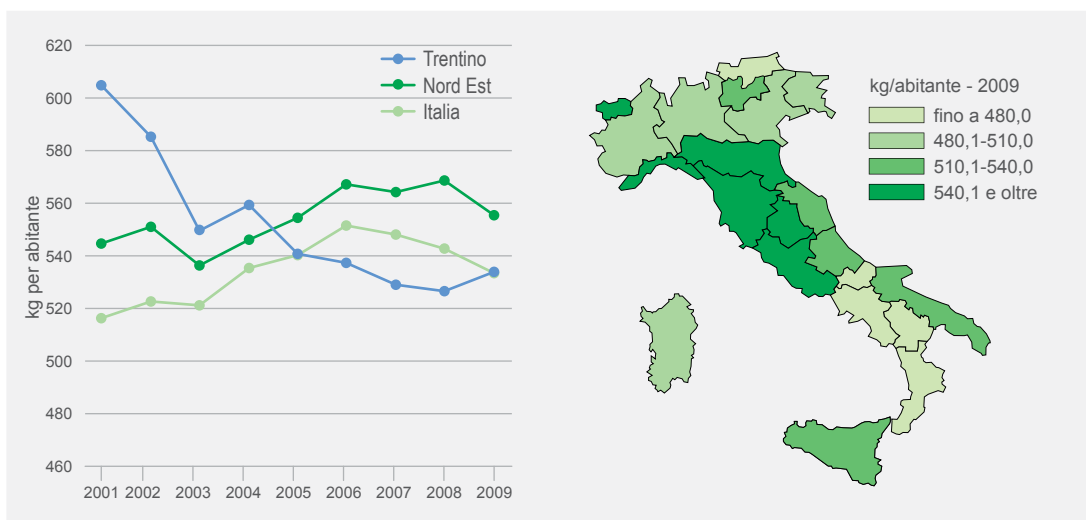 620
600
580
560
540
520
500
480
460
kg per abitante
2001 2002 2003 2004 2005 2006 2007 2008 2009
Trentino
Nord Est
Italia
kg/abitante - 2009
fino a 480,0
480,1-510,0
510,1-540,0
540,1 e oltre